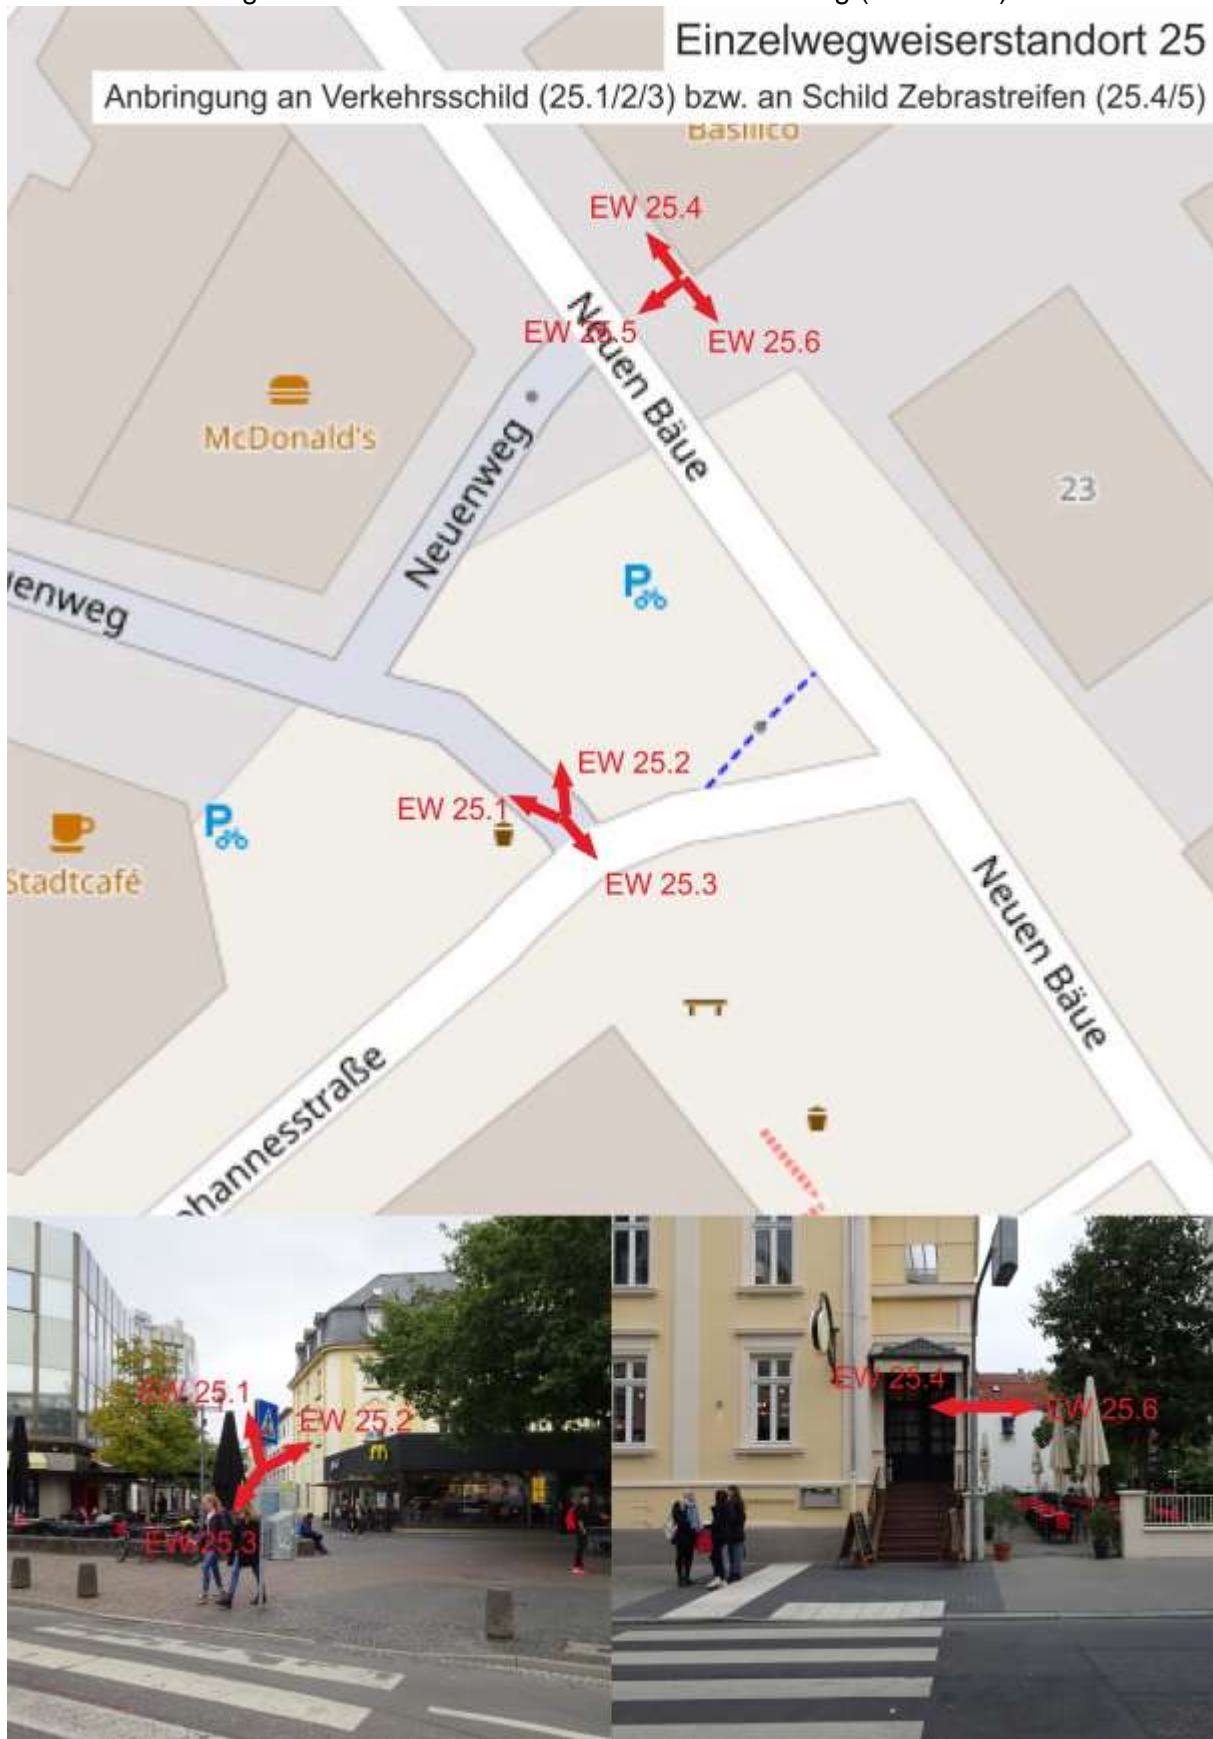 Einzelwegweiserstandort 25
Anbringung an Verkehrsschild (25.1/2/3) bzw. an Schild Zebrastreifen (25.4/5)
Basilico
EW 25.4
EW 25.5
EW 25.6
Neuen Bäue
McDonald's
Neuenweg
23
P
uenweg
EW 25.2
EW 25.1
P
Stadtcafé
EW 25.3
Neuen Bäue
ohannesstraße
EW 25.1
EW 25.2
EW 25.3
EW 25.4
EW 25.6